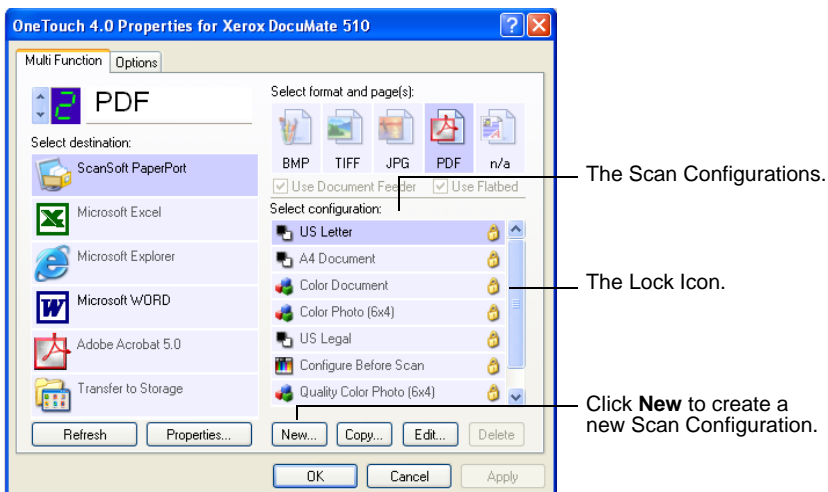 OneTouch 4.0 Properties for Xerox DocuMate 510
Multi Function
Options
2
PDF
Select destination:
ScanSoft PaperPort
Microsoft Excel
Microsoft Explorer
Microsoft WORD
Adobe Acrobat 5.0
Transfer to Storage
Refresh
Properties...
Select format and page(s):
BMP
TIFF
JPG
PDF
n/a
Use Document Feeder
Use Flatbed
Select configuration:
US Letter
A4 Document
Color Document
Color Photo (6x4)
US Legal
Configure Before Scan
Quality Color Photo (6x4)
New...
Copy...
Edit...
Delete
OK
Cancel
Apply
The Scan Configurations.
The Lock Icon.
Click New to create a
new Scan Configuration.